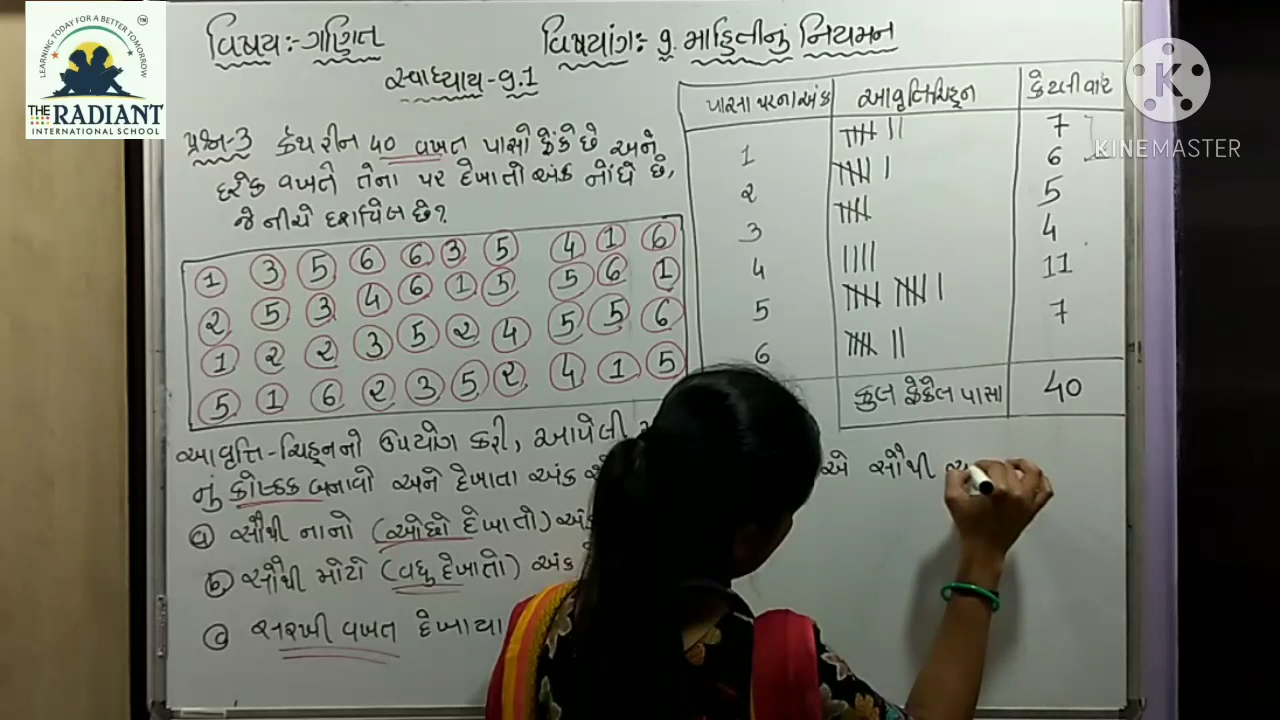 LEARNING TODAY FOR A BETTER TOMORROW
TM
THE RADIANT
INTERNATIONAL SCHOOL
વિષય:- ગણિત
વિષયાંગ: ૭. માહિતીનું નિયમન
સ્વાધ્યાય-૭.1
પ્રશ્ન-3 કેથરીન ૪૦ વખત પાસો ફેંકે છે અને
દરેક વખતે તેના પર દેખાતો અંક નોંધે છે,
જે નીચે દર્શાવેલ છે?
1 3 5 6 6 3 5 4 1 6
2 5 3 4 6 1 5 5 6 1
1 2 2 3 5 2 4 5 5 6
5 1 6 2 3 5 2 4 1 5
આવૃત્તિ-ચિહ્નનો ઉપયોગ કરી, આપેલી
નું કોષ્ટક બનાવો અને દેખાતા અંક
a સૌથી નાનો (ઓછો દેખાતો)
b સૌથી મોટો (વધુ દેખાતો) અંક
c સરખી વખત દેખાયા
પાસા પરના અંક આવૃત્તિચિહ્ન કેટલીવાર
1 7
2 6
3 5
4 4
5 11
6 7
કુલ ફેંકેલ પાસા 40
એ સૌથી
K
KINEMASTER